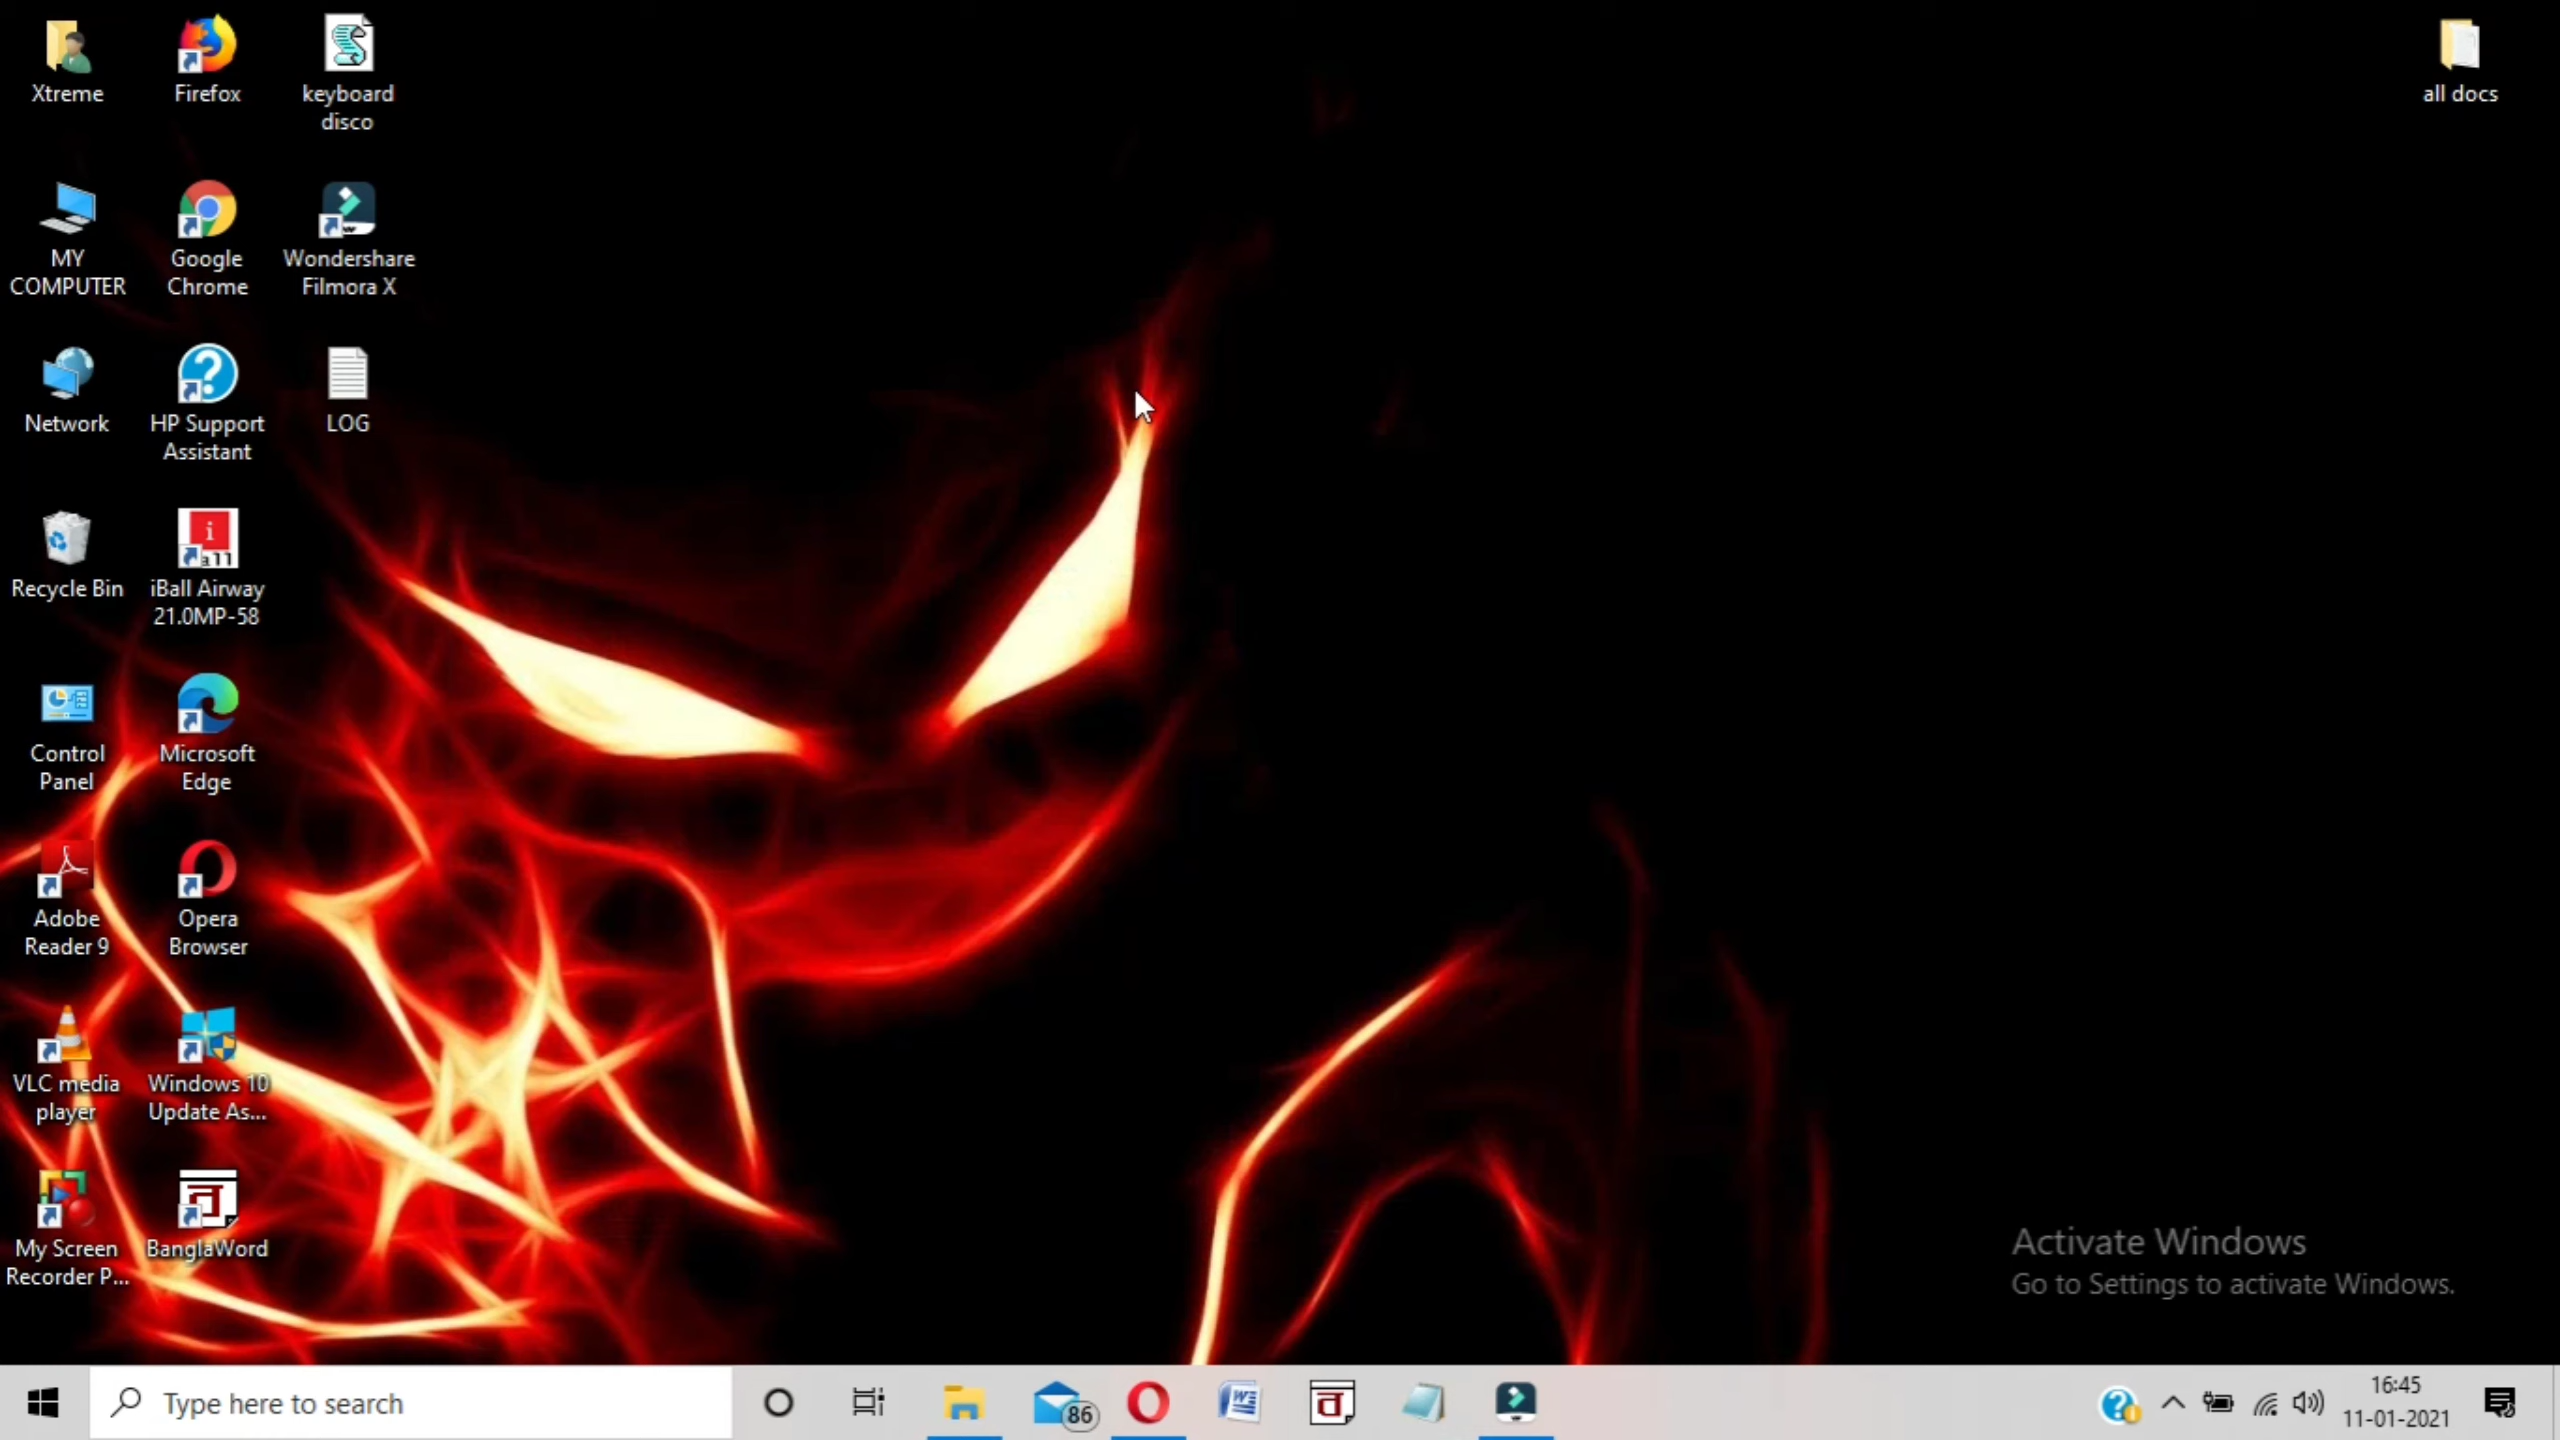 Xtreme
Firefox
keyboard
disco
all docs
MY
COMPUTER
Google
Chrome
Wondershare
Filmora X
Network
HP Support
Assistant
LOG
Recycle Bin
i
all
iBall Airway
21.0MP-58
Control
Panel
Microsoft
Edge
Adobe
Reader 9
Opera
Browser
VLC media
player
Windows 10
Update As...
My Screen
Recorder P...
BanglaWord
Activate Windows
Go to Settings to activate Windows.
Type here to search
86
W
16:45
11-01-2021